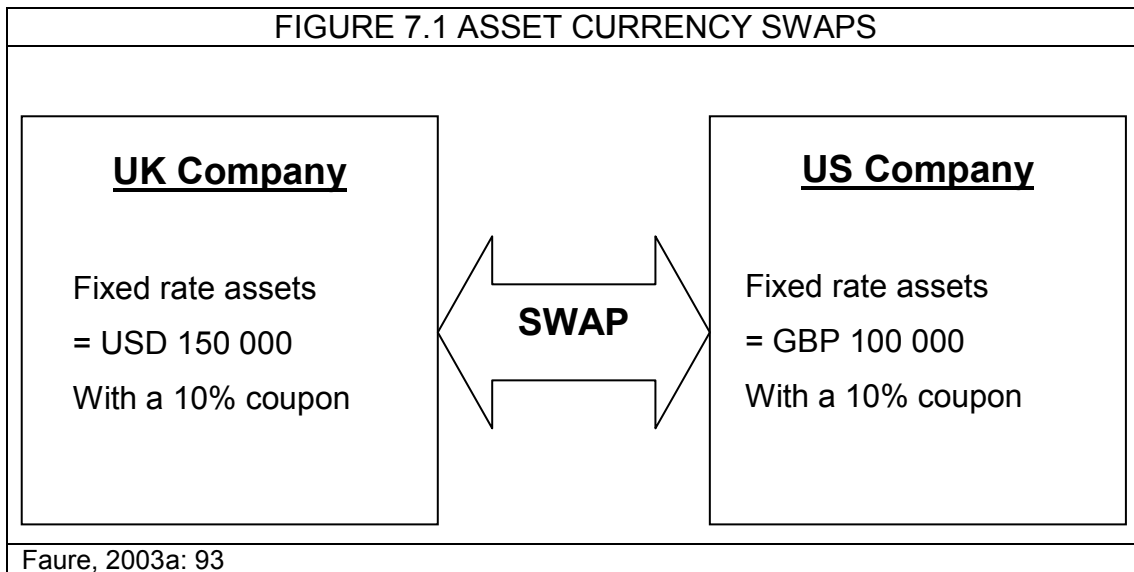 FIGURE 7.1 ASSET CURRENCY SWAPS
UK Company
Fixed rate assets
= USD 150 000
With a 10% coupon
SWAP
US Company
Fixed rate assets
= GBP 100 000
With a 10% coupon
Faure, 2003a: 93